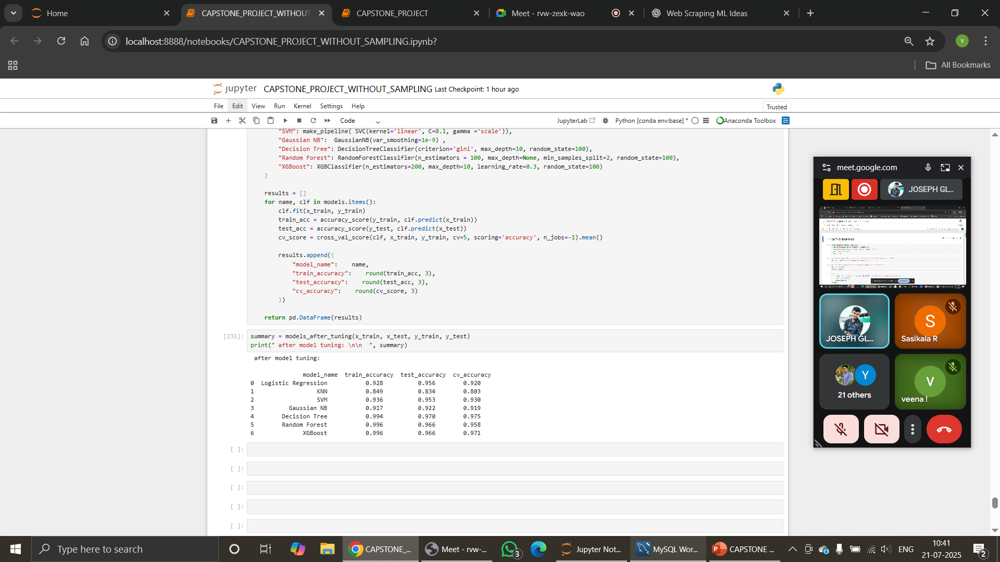 Home
CAPSTONE_PROJECT_WITHOUT
CAPSTONE_PROJECT
Meet - rvw-zexk-wao
Web Scraping ML Ideas
localhost:8888/notebooks/CAPSTONE_PROJECT_WITHOUT_SAMPLING.ipynb?
V
All Bookmarks
jupyter CAPSTONE_PROJECT_WITHOUT_SAMPLING Last Checkpoint: 1 hour ago
File Edit View Run Kernel Settings Help
Trusted
Code
JupyterLab
Python [conda env:base] *
Anaconda Toolbox
"SVM": make_pipeline( SVC(kernel='linear', C=0.1, gamma ='scale')),
"Gaussian NB":  GaussianNB(var_smoothing=1e-9) ,
"Decision Tree": DecisionTreeClassifier(criterion='gini', max_depth=10, random_state=100),
"Random Forest": RandomForestClassifier(n_estimators = 100, max_depth=None, min_samples_split=2, random_state=100),
"XGBoost": XGBClassifier(n_estimators=200, max_depth=10, learning_rate=0.3, random_state=100)
}
results = []
for name, clf in models.items():
clf.fit(x_train, y_train)
train_acc = accuracy_score(y_train, clf.predict(x_train))
test_acc = accuracy_score(y_test, clf.predict(x_test))
cv_score = cross_val_score(clf, x_train, y_train, cv=5, scoring='accuracy', n_jobs=-1).mean()
results.append({
"model_name":    name,
"train_accuracy":    round(train_acc, 3),
"test_accuracy":    round(test_acc, 3),
"cv_accuracy":    round(cv_score, 3)
})
return pd.DataFrame(results)
[231]:
summary = models_after_tuning(x_train, x_test, y_train, y_test)
print(" after model tuning: \n\n  ", summary)
after model tuning:
model_name train_accuracy test_accuracy cv_accuracy
0 Logistic Regression 0.928 0.956 0.920
1 KNN 0.849 0.834 0.803
2 SVM 0.936 0.953 0.930
3 Gaussian NB 0.917 0.922 0.919
4 Decision Tree 0.994 0.970 0.975
5 Random Forest 0.996 0.966 0.958
6 XGBoost 0.996 0.966 0.971
[ ]:
[ ]:
[ ]:
[ ]:
[ ]:
meet.google.com
JOSEPH GL...
WEB SCRAPPING
JOSEPH GL...
S
Sasikala R
Y
21 others
V
veena !
Type here to search
CAPSTONE_...
Meet - rvw-...
3
Jupyter Not...
MySQL Wor...
CAPSTONE ...
ENG
10:41
21-07-2025
2